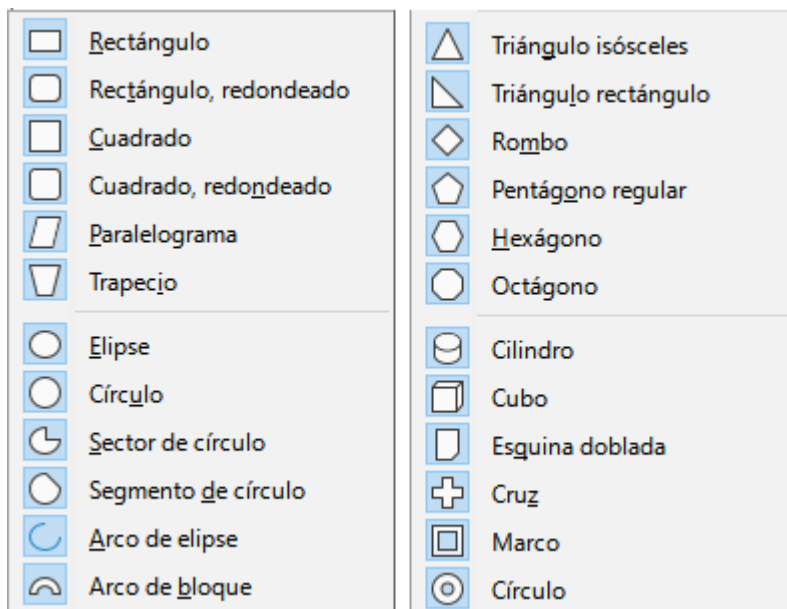 Rectángulo
Rectángulo, redondeado
Cuadrado
Cuadrado, redondeado
Paralelograma
Trapecio
Elipse
Círculo
Sector de círculo
Segmento de círculo
Arco de elipse
Arco de bloque
Triángulo isósceles
Triángulo rectángulo
Rombo
Pentágono regular
Hexágono
Octágono
Cilindro
Cubo
Esquina doblada
Cruz
Marco
Círculo